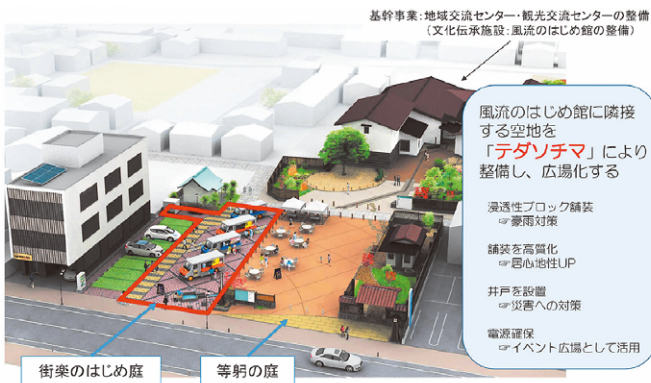 基幹事業:地域交流センター・観光交流センターの整備
(文化伝承施設:風流のはじめ館の整備)
風流のはじめ館に隣接
する空地を
「テダソチマ」により
整備し、広場化する
浸透性ブロック舗装
☞豪雨対策
舗装を高質化
☞居心地性UP
井戸を設置
☞災害への対策
電源確保
☞イベント広場として活用
街楽のはじめ庭
等躬の庭